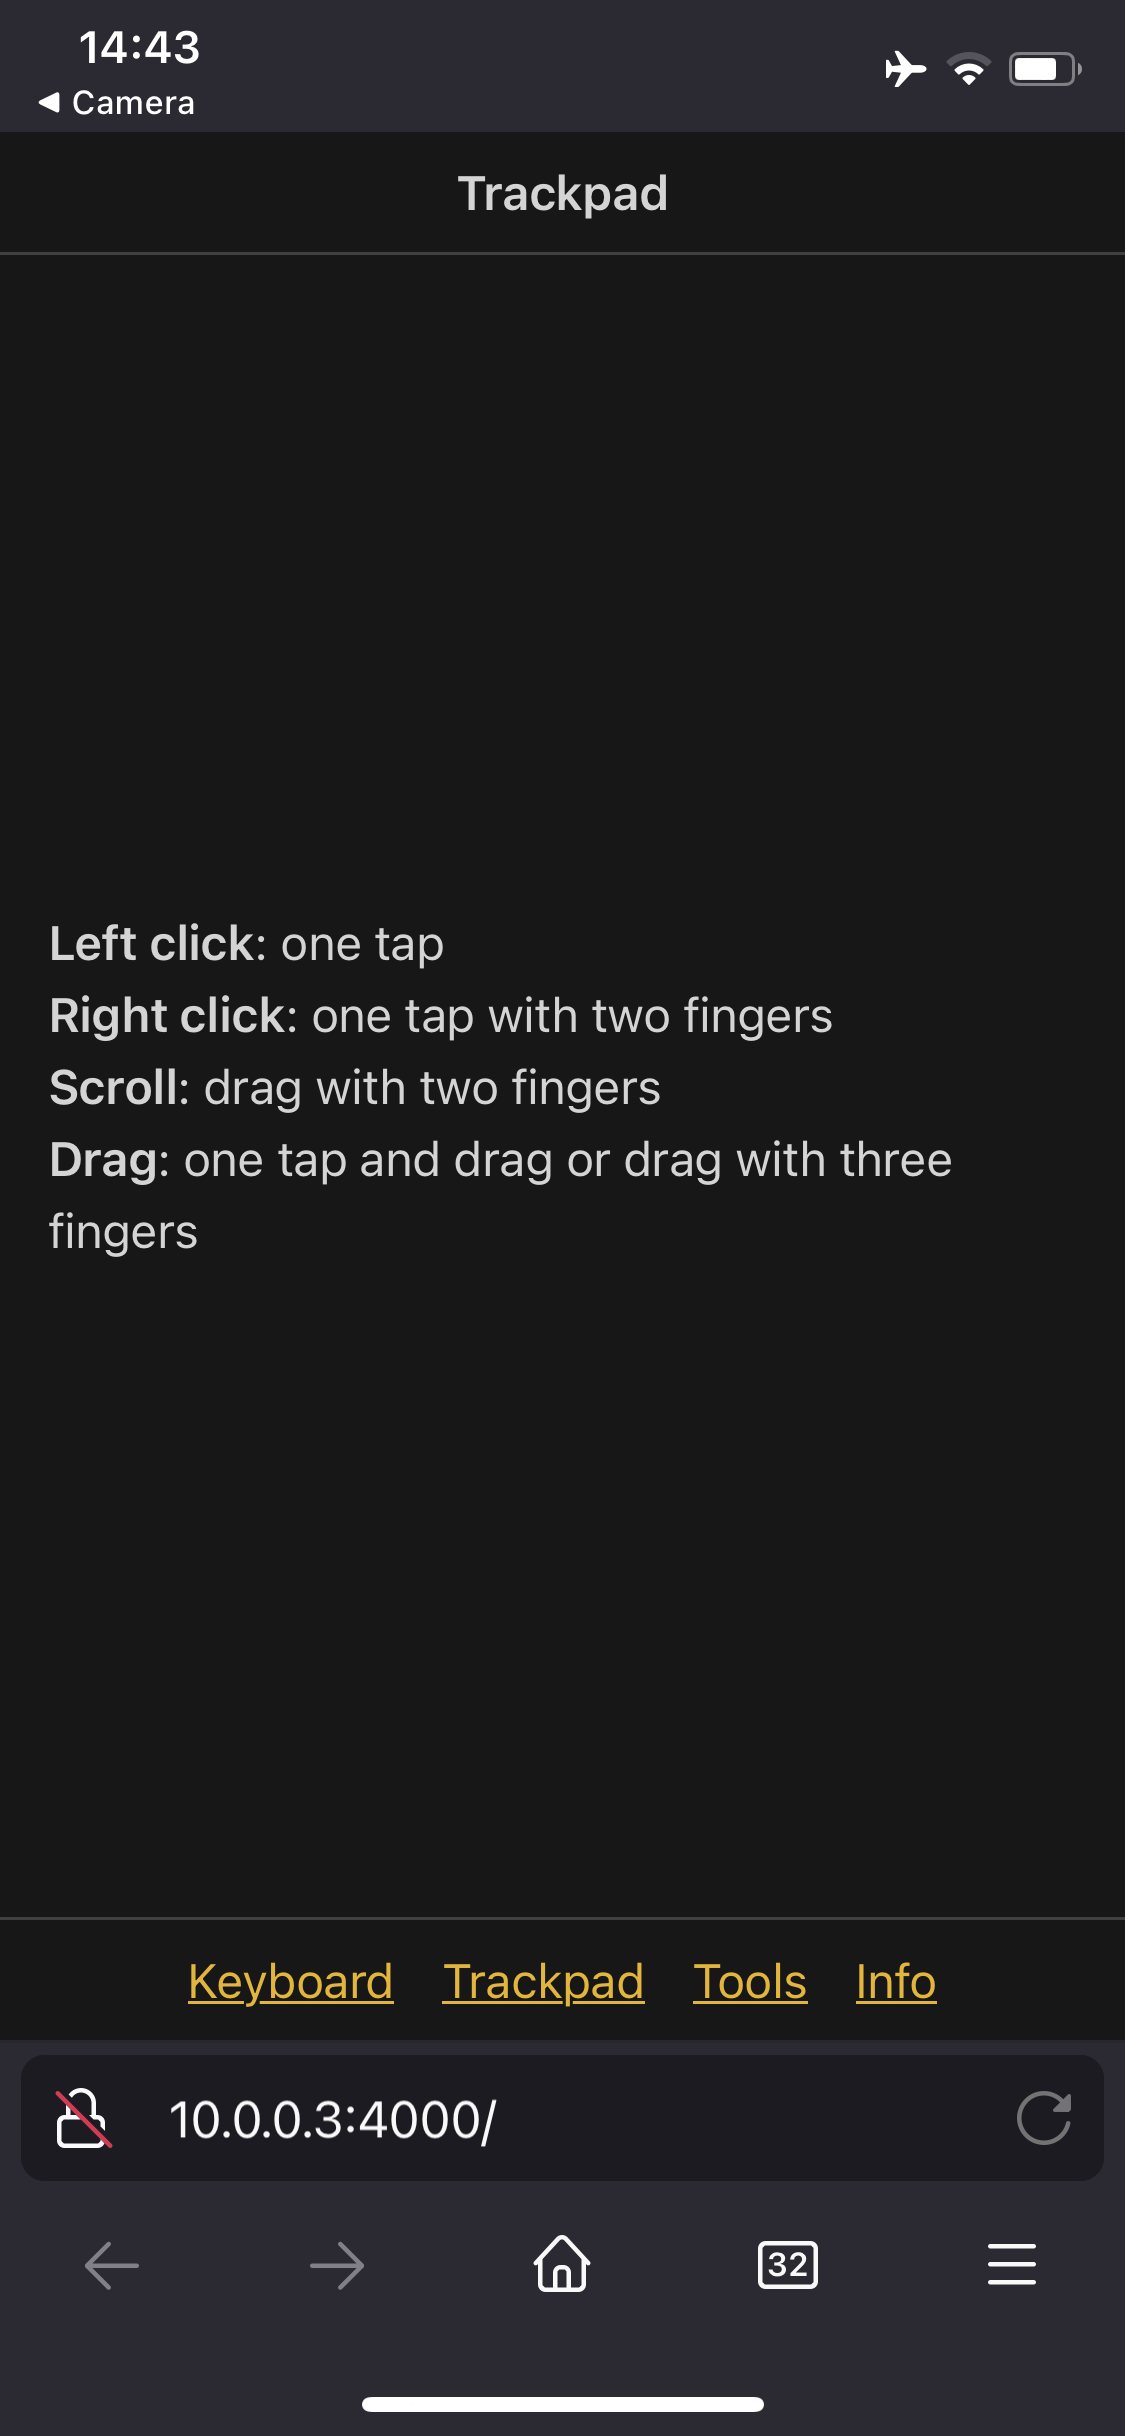 14:43
Camera
Trackpad
Left click: one tap
Right click: one tap with two fingers
Scroll: drag with two fingers
Drag: one tap and drag or drag with three
fingers
Keyboard Trackpad Tools Info
10.0.0.3:4000/
32